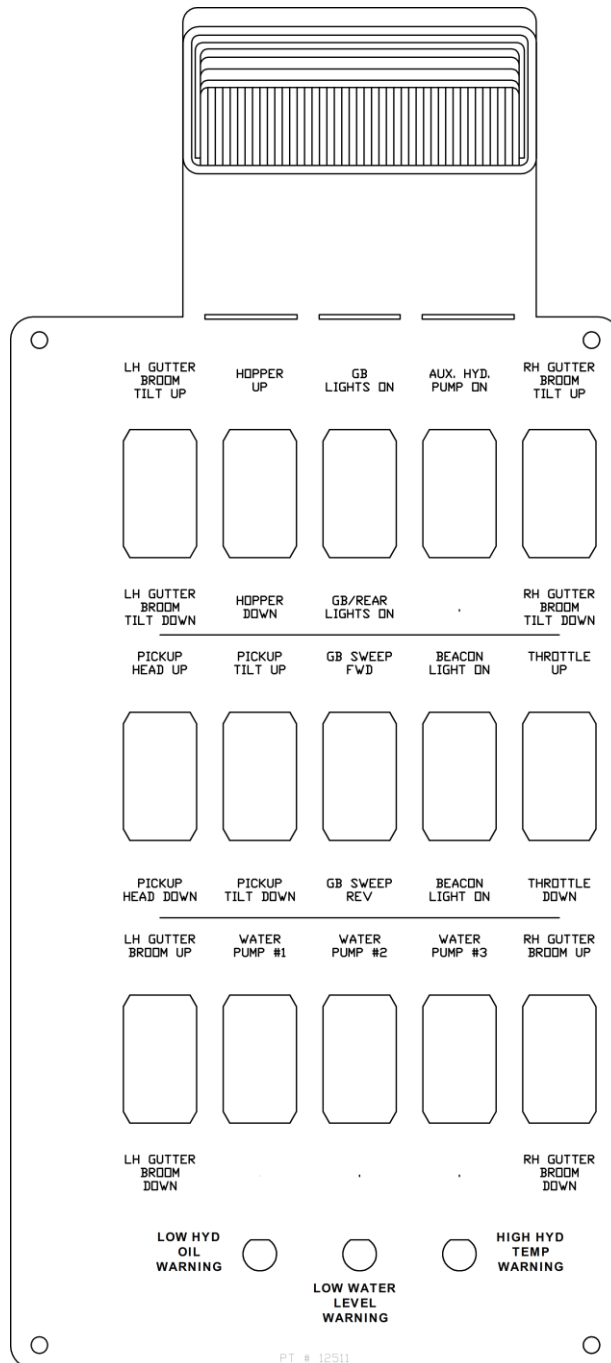 LH GUTTER
BROOM
TILT UP
HOPPER
UP
GB
LIGHTS ON
AUX. HYD.
PUMP ON
RH GUTTER
BROOM
TILT UP
LH GUTTER
BROOM
TILT DOWN
HOPPER
DOWN
GB/REAR
LIGHTS ON
RH GUTTER
BROOM
TILT DOWN
PICKUP
HEAD UP
PICKUP
TILT UP
GB SWEEP
FWD
BEACON
LIGHT ON
THROTTLE
UP
PICKUP
HEAD DOWN
PICKUP
TILT DOWN
GB SWEEP
REV
BEACON
LIGHT ON
THROTTLE
DOWN
LH GUTTER
BROOM UP
WATER
PUMP #1
WATER
PUMP #2
WATER
PUMP #3
RH GUTTER
BROOM UP
LH GUTTER
BROOM
DOWN
RH GUTTER
BROOM
DOWN
LOW HYD
OIL
WARNING
LOW WATER
LEVEL
WARNING
HIGH HYD
TEMP
WARNING
PT # 12511